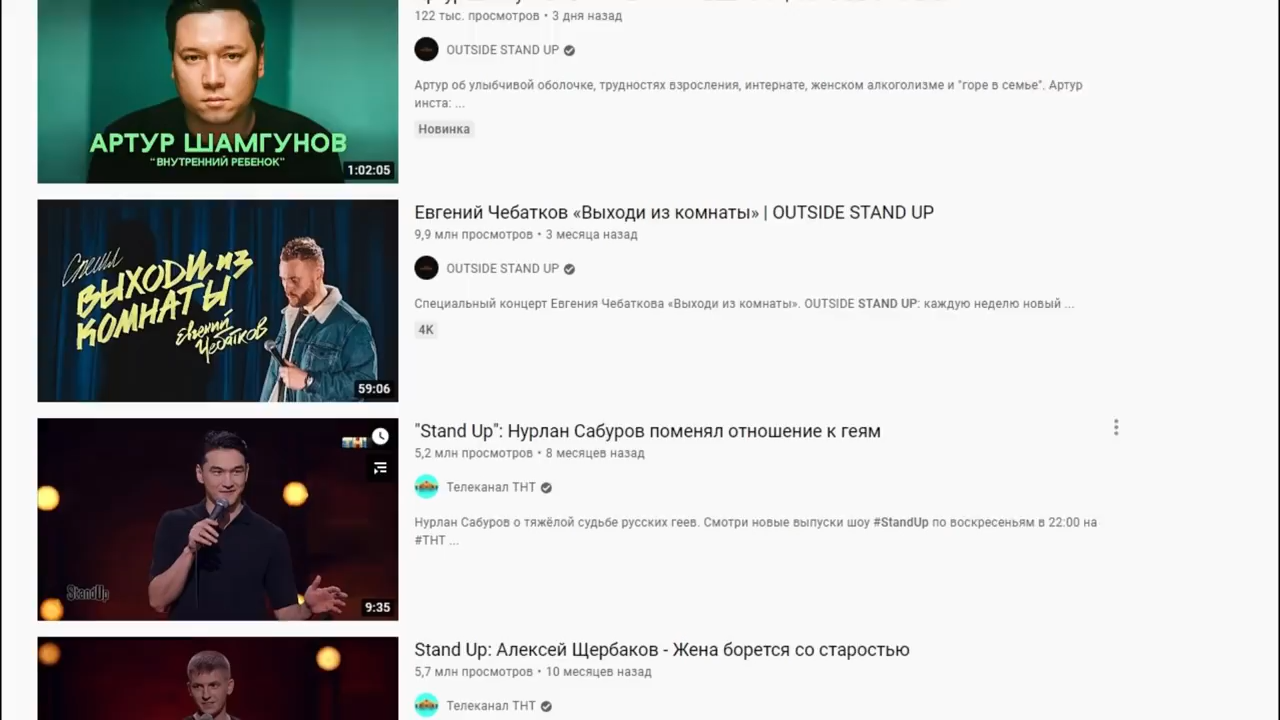 122 тыс. просмотров • 3 дня назад
OUTSIDE STAND UP
Артур об улыбчивой оболочке, трудностях взросления, интернате, женском алкоголизме и "горе в семье". Артур
инста: ...
Новинка
АРТУР ШАМГУНОВ
"ВНУТРЕННИЙ РЕБЕНОК"
1:02:05
Евгений Чебатков «Выходи из комнаты» | OUTSIDE STAND UP
9,9 млн просмотров • 3 месяца назад
OUTSIDE STAND UP
Специальный концерт Евгения Чебаткова «Выходи из комнаты». OUTSIDE STAND UP: каждую неделю новый ...
4K
Спешл
ВЫХОДИ ИЗ
КОМНАТЫ
Евгений
Чебатков
59:06
"Stand Up": Нурлан Сабуров поменял отношение к геям
5,2 млн просмотров • 8 месяцев назад
Телеканал ТНТ
Нурлан Сабуров о тяжёлой судьбе русских геев. Смотри новые выпуски шоу #StandUp по воскресеньям в 22:00 на
#ТНТ ...
ТНТ
StandUp
9:35
Stand Up: Алексей Щербаков - Жена борется со старостью
5,7 млн просмотров • 10 месяцев назад
Телеканал ТНТ